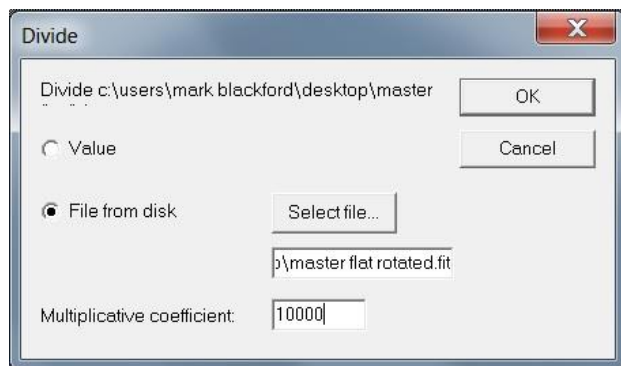 Divide
Divide c:\users\mark blackford\desktop\master
OK
Value
Cancel
File from disk
Select file...
\master flat rotated.fit
Multiplicative coefficient:
10000